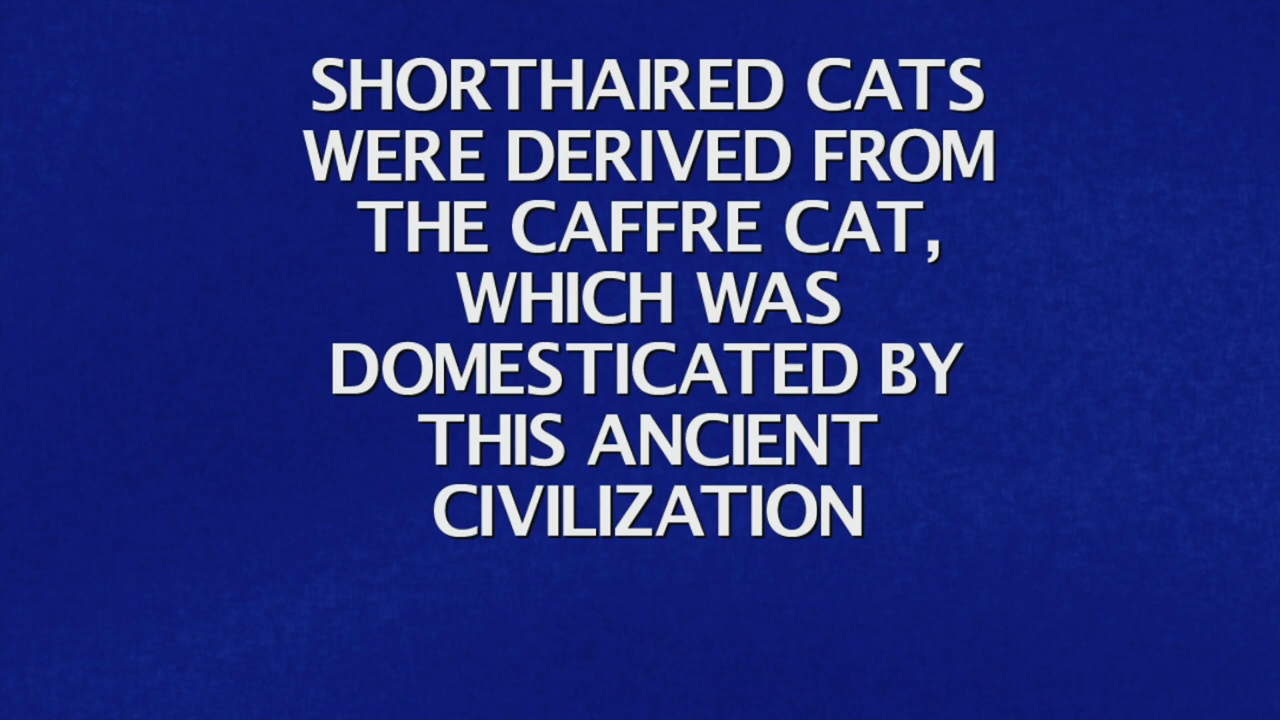 SHORTHAIRED CATS
WERE DERIVED FROM
THE CAFFRE CAT,
WHICH WAS
DOMESTICATED BY
THIS ANCIENT
CIVILIZATION